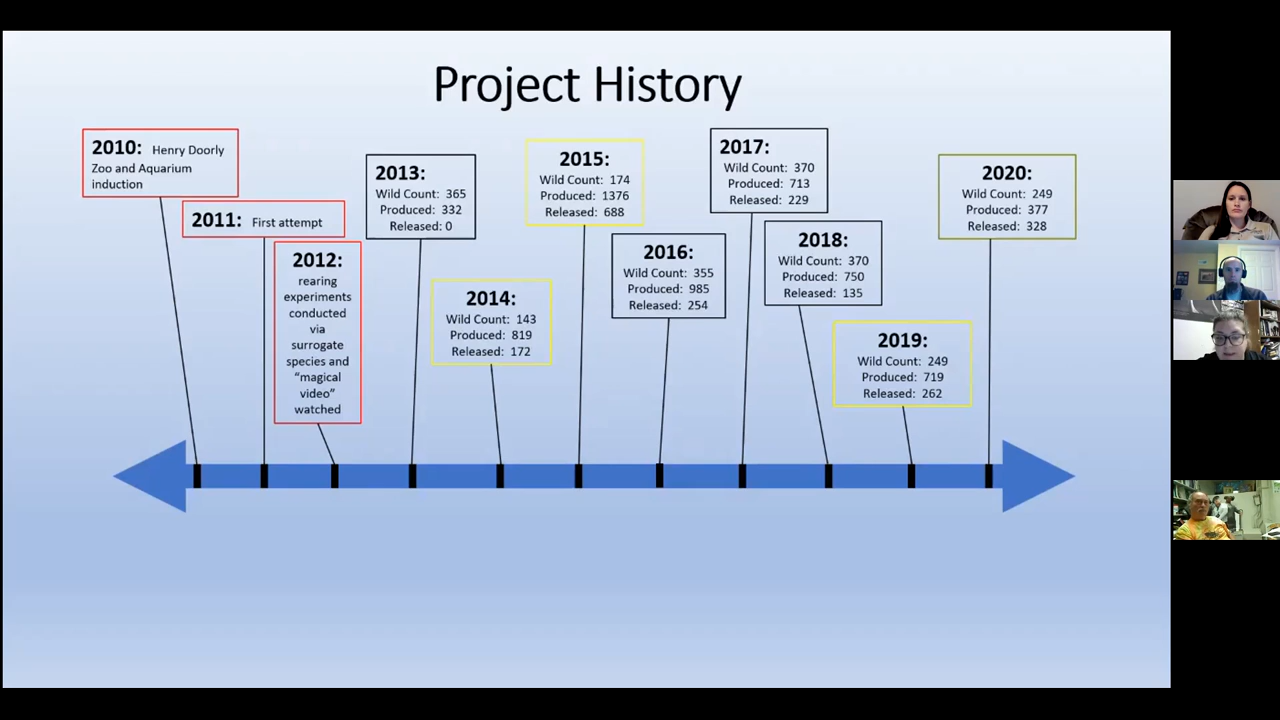 Project History
2010: Henry Doorly
Zoo and Aquarium
induction
2011: First attempt
2012:
rearing
experiments
conducted
via
surrogate
species and
“magical
video”
watched
2013:
Wild Count: 365
Produced: 332
Released: 0
2014:
Wild Count: 143
Produced: 819
Released: 172
2015:
Wild Count: 174
Produced: 1376
Released: 688
2016:
Wild Count: 355
Produced: 985
Released: 254
2017:
Wild Count: 370
Produced: 713
Released: 229
2018:
Wild Count: 370
Produced: 750
Released: 135
2019:
Wild Count: 249
Produced: 719
Released: 262
2020:
Wild Count: 249
Produced: 377
Released: 328